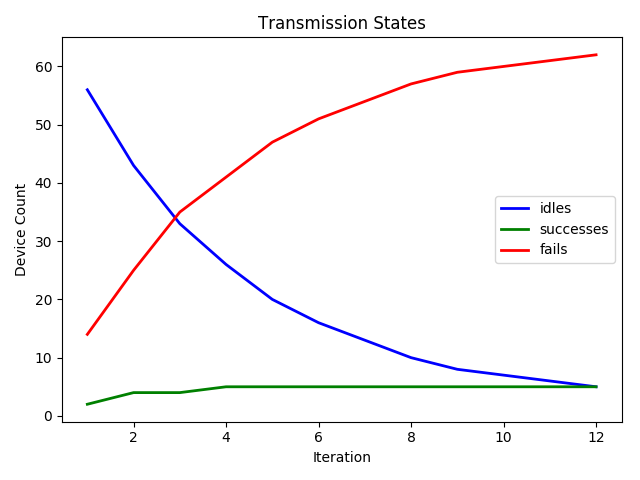 Transmission States
Device Count
60
50
40
30
20
10
0
idles
successes
fails
2 4 6 8 10 12
Iteration